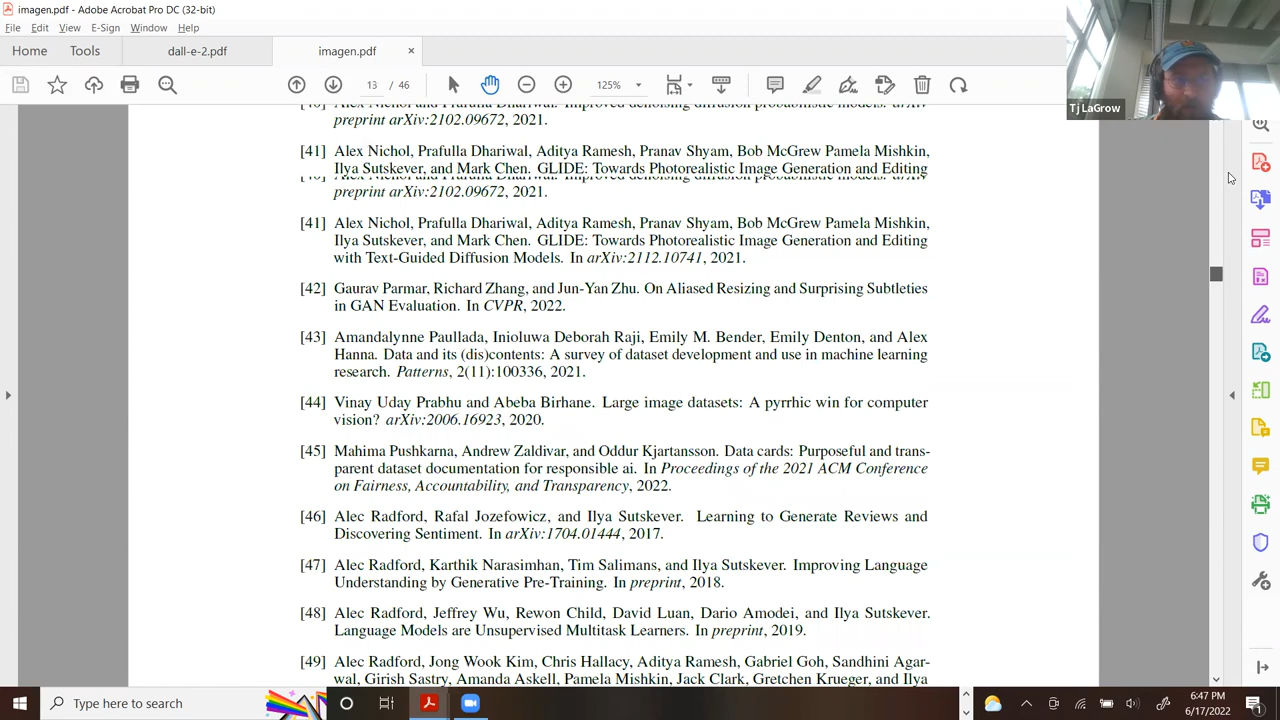 imagen.pdf - Adobe Acrobat Pro DC (32-bit)
File Edit View E-Sign Window Help
Home Tools dall-e-2.pdf imagen.pdf ×
13 / 46 125%
Tj LaGrow
preprint arXiv:2102.09672, 2021.
[41] Alex Nichol, Prafulla Dhariwal, Aditya Ramesh, Pranav Shyam, Bob McGrew Pamela Mishkin,
Ilya Sutskever, and Mark Chen. GLIDE: Towards Photorealistic Image Generation and Editing
preprint arXiv:2102.09672, 2021.
[41] Alex Nichol, Prafulla Dhariwal, Aditya Ramesh, Pranav Shyam, Bob McGrew Pamela Mishkin,
Ilya Sutskever, and Mark Chen. GLIDE: Towards Photorealistic Image Generation and Editing
with Text-Guided Diffusion Models. In arXiv:2112.10741, 2021.
[42] Gaurav Parmar, Richard Zhang, and Jun-Yan Zhu. On Aliased Resizing and Surprising Subtleties
in GAN Evaluation. In CVPR, 2022.
[43] Amandalynne Paullada, Inioluwa Deborah Raji, Emily M. Bender, Emily Denton, and Alex
Hanna. Data and its (dis)contents: A survey of dataset development and use in machine learning
research. Patterns, 2(11):100336, 2021.
[44] Vinay Uday Prabhu and Abeba Birhane. Large image datasets: A pyrrhic win for computer
vision? arXiv:2006.16923, 2020.
[45] Mahima Pushkarna, Andrew Zaldivar, and Oddur Kjartansson. Data cards: Purposeful and trans-
parent dataset documentation for responsible ai. In Proceedings of the 2021 ACM Conference
on Fairness, Accountability, and Transparency, 2022.
[46] Alec Radford, Rafal Jozefowicz, and Ilya Sutskever. Learning to Generate Reviews and
Discovering Sentiment. In arXiv:1704.01444, 2017.
[47] Alec Radford, Karthik Narasimhan, Tim Salimans, and Ilya Sutskever. Improving Language
Understanding by Generative Pre-Training. In preprint, 2018.
[48] Alec Radford, Jeffrey Wu, Rewon Child, David Luan, Dario Amodei, and Ilya Sutskever.
Language Models are Unsupervised Multitask Learners. In preprint, 2019.
[49] Alec Radford, Jong Wook Kim, Chris Hallacy, Aditya Ramesh, Gabriel Goh, Sandhini Agar-
wal, Girish Sastry, Amanda Askell, Pamela Mishkin, Jack Clark, Gretchen Krueger, and Ilya
Type here to search
6:47 PM
6/17/2022
1